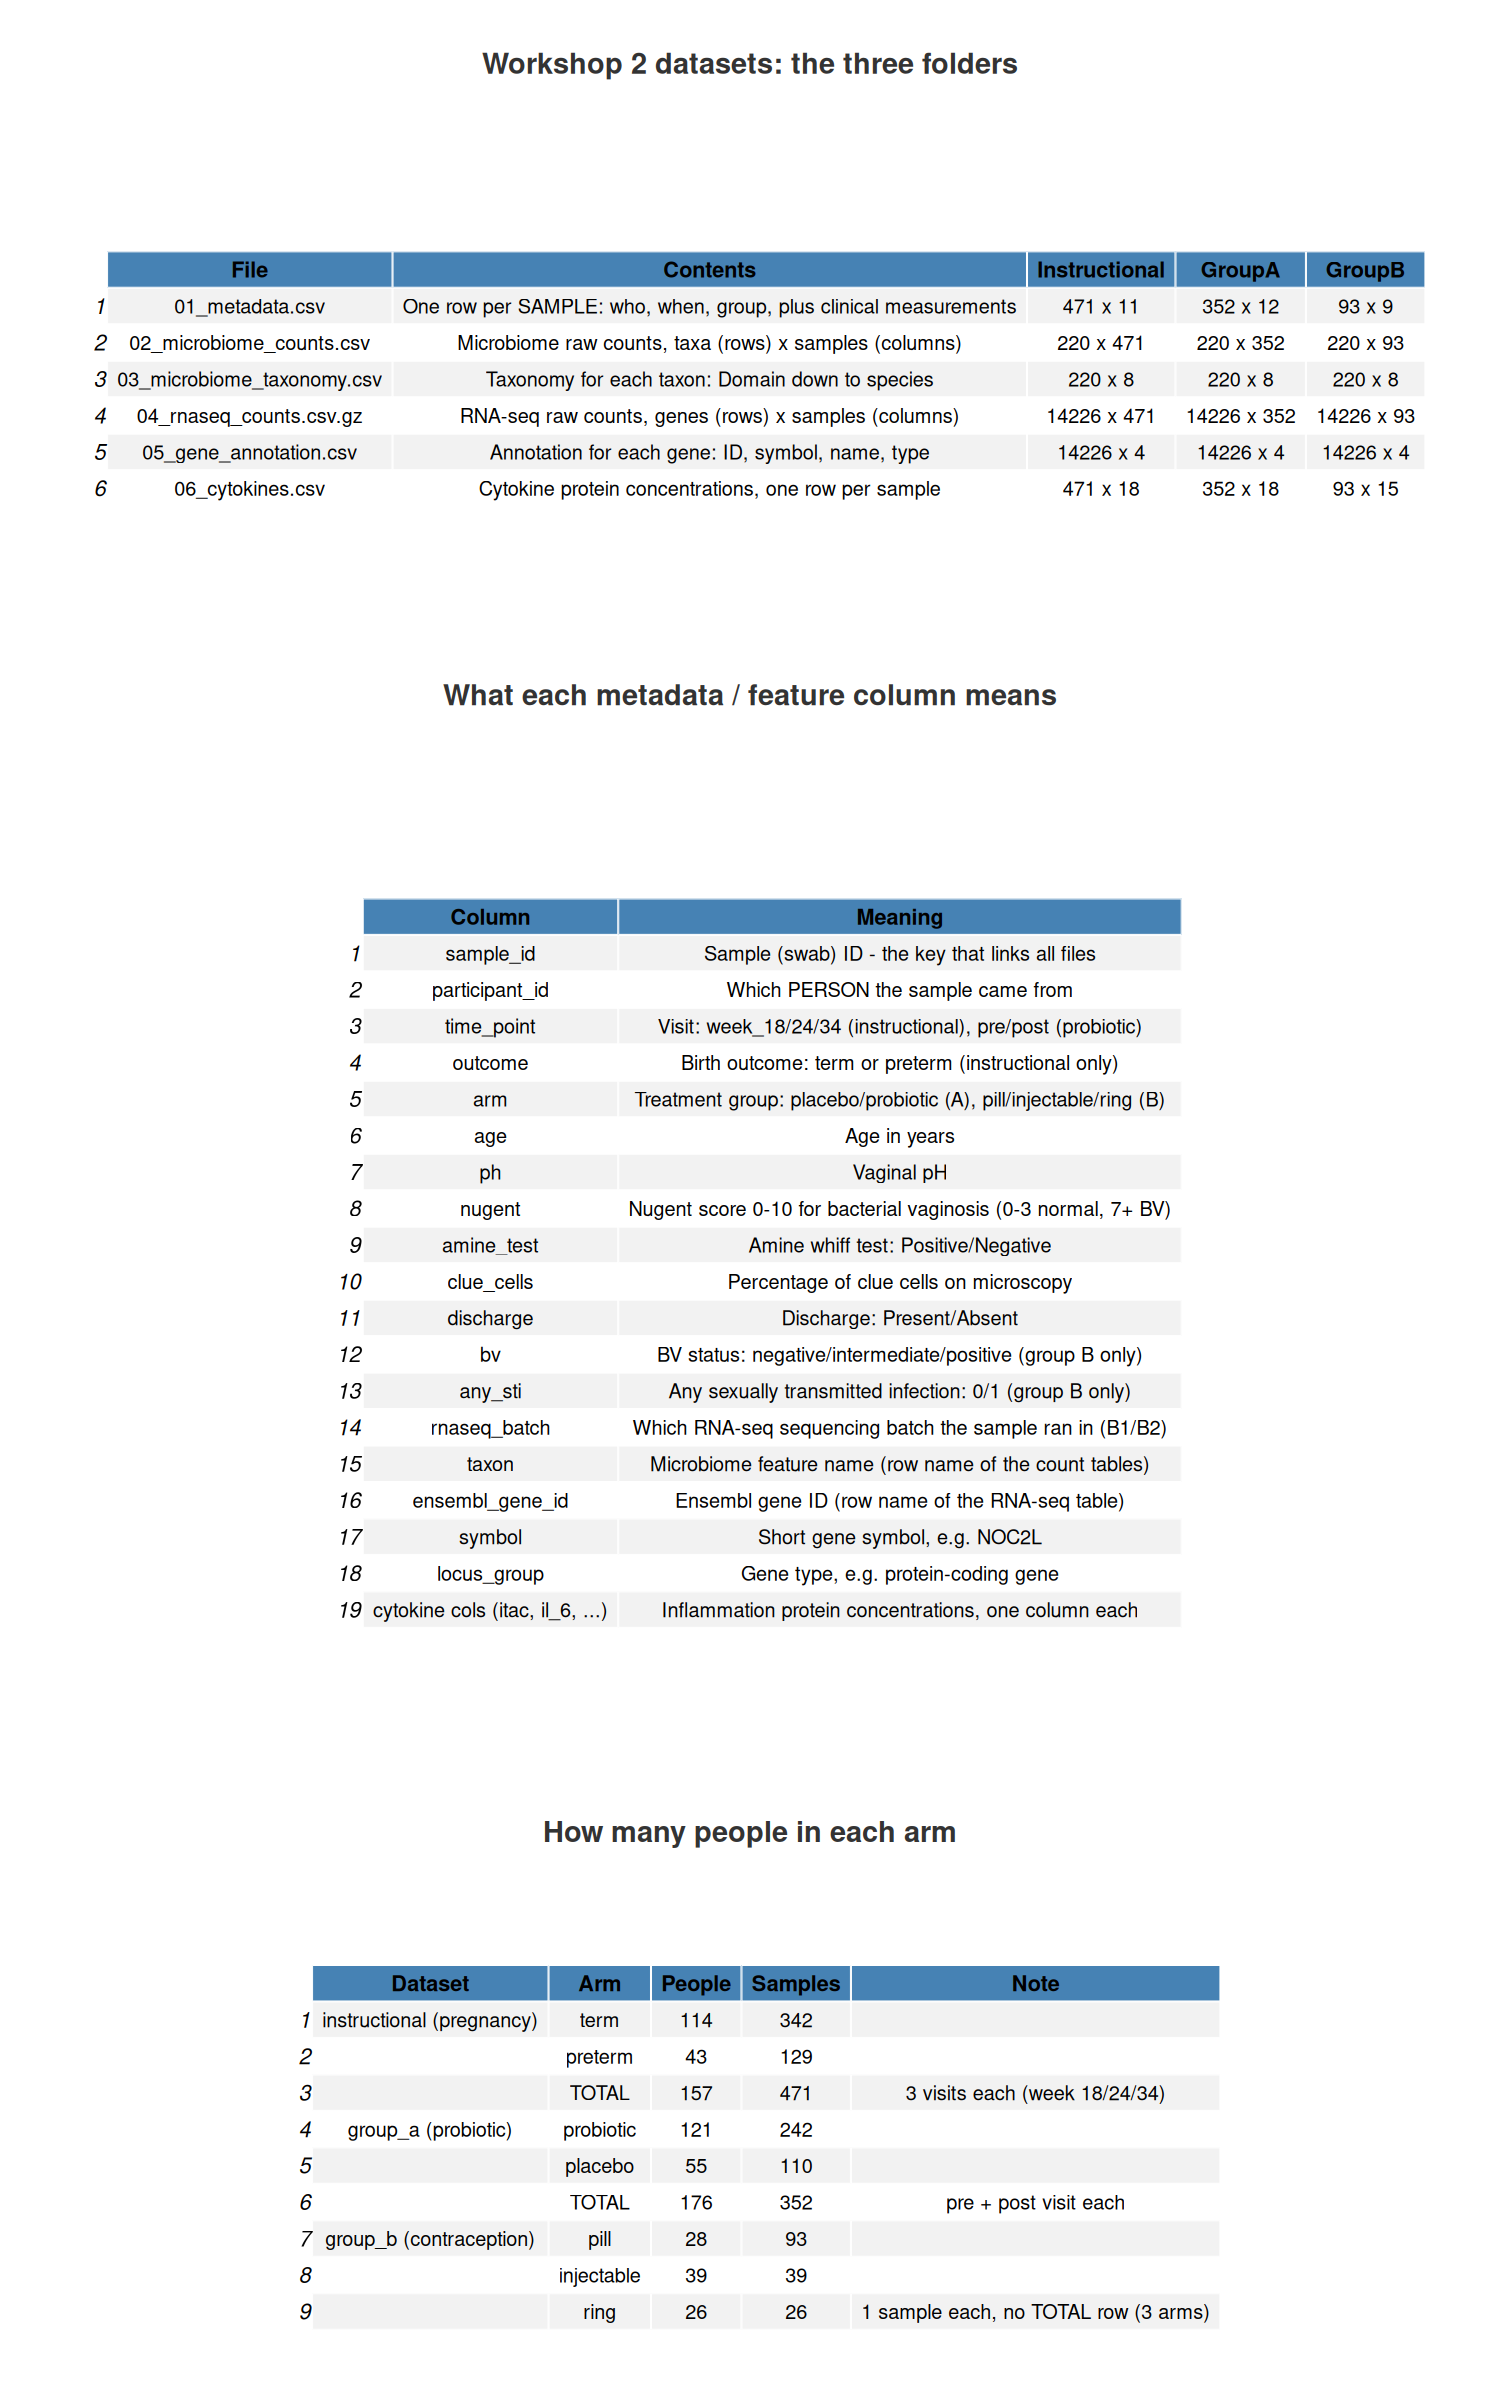 Workshop 2 datasets: the three folders
File Contents Instructional GroupA GroupB
1 01_metadata.csv One row per SAMPLE: who, when, group, plus clinical measurements 471 x 11 352 x 12 93 x 9
2 02_microbiome_counts.csv Microbiome raw counts, taxa (rows) x samples (columns) 220 x 471 220 x 352 220 x 93
3 03_microbiome_taxonomy.csv Taxonomy for each taxon: Domain down to species 220 x 8 220 x 8 220 x 8
4 04_rnaseq_counts.csv.gz RNA-seq raw counts, genes (rows) x samples (columns) 14226 x 471 14226 x 352 14226 x 93
5 05_gene_annotation.csv Annotation for each gene: ID, symbol, name, type 14226 x 4 14226 x 4 14226 x 4
6 06_cytokines.csv Cytokine protein concentrations, one row per sample 471 x 18 352 x 18 93 x 15
What each metadata / feature column means
Column Meaning
1 sample_id Sample (swab) ID - the key that links all files
2 participant_id Which PERSON the sample came from
3 time_point Visit: week_18/24/34 (instructional), pre/post (probiotic)
4 outcome Birth outcome: term or preterm (instructional only)
5 arm Treatment group: placebo/probiotic (A), pill/injectable/ring (B)
6 age Age in years
7 ph Vaginal pH
8 nugent Nugent score 0-10 for bacterial vaginosis (0-3 normal, 7+ BV)
9 amine_test Amine whiff test: Positive/Negative
10 clue_cells Percentage of clue cells on microscopy
11 discharge Discharge: Present/Absent
12 bv BV status: negative/intermediate/positive (group B only)
13 any_sti Any sexually transmitted infection: 0/1 (group B only)
14 rnaseq_batch Which RNA-seq sequencing batch the sample ran in (B1/B2)
15 taxon Microbiome feature name (row name of the count tables)
16 ensembl_gene_id Ensembl gene ID (row name of the RNA-seq table)
17 symbol Short gene symbol, e.g. NOC2L
18 locus_group Gene type, e.g. protein-coding gene
19 cytokine cols (itac, il_6, ...) Inflammation protein concentrations, one column each
How many people in each arm
Dataset Arm People Samples Note
1 instructional (pregnancy) term 114 342
2 preterm 43 129
3 TOTAL 157 471 3 visits each (week 18/24/34)
4 group_a (probiotic) probiotic 121 242
5 placebo 55 110
6 TOTAL 176 352 pre + post visit each
7 group_b (contraception) pill 28 93
8 injectable 39 39
9 ring 26 26 1 sample each, no TOTAL row (3 arms)